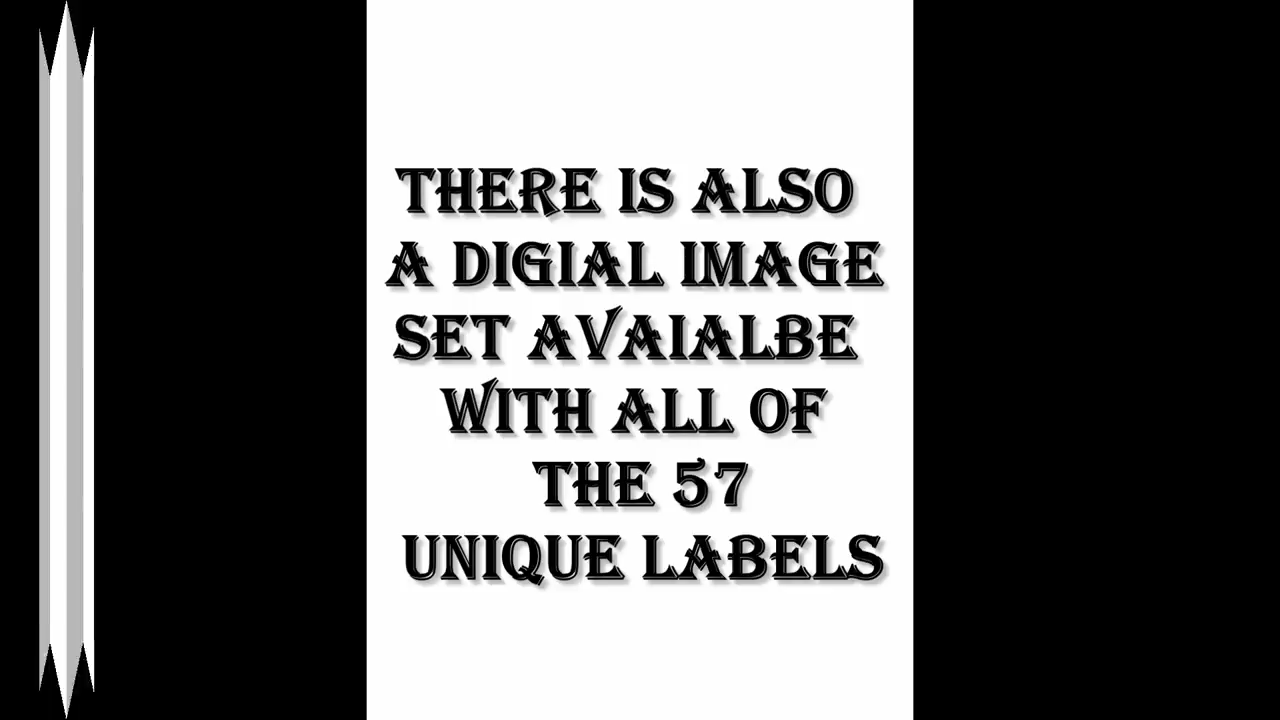 THERE IS ALSO
A DIGIAL IMAGE
SET AVAIALBE
WITH ALL OF
THE 57
UNIQUE LABELS